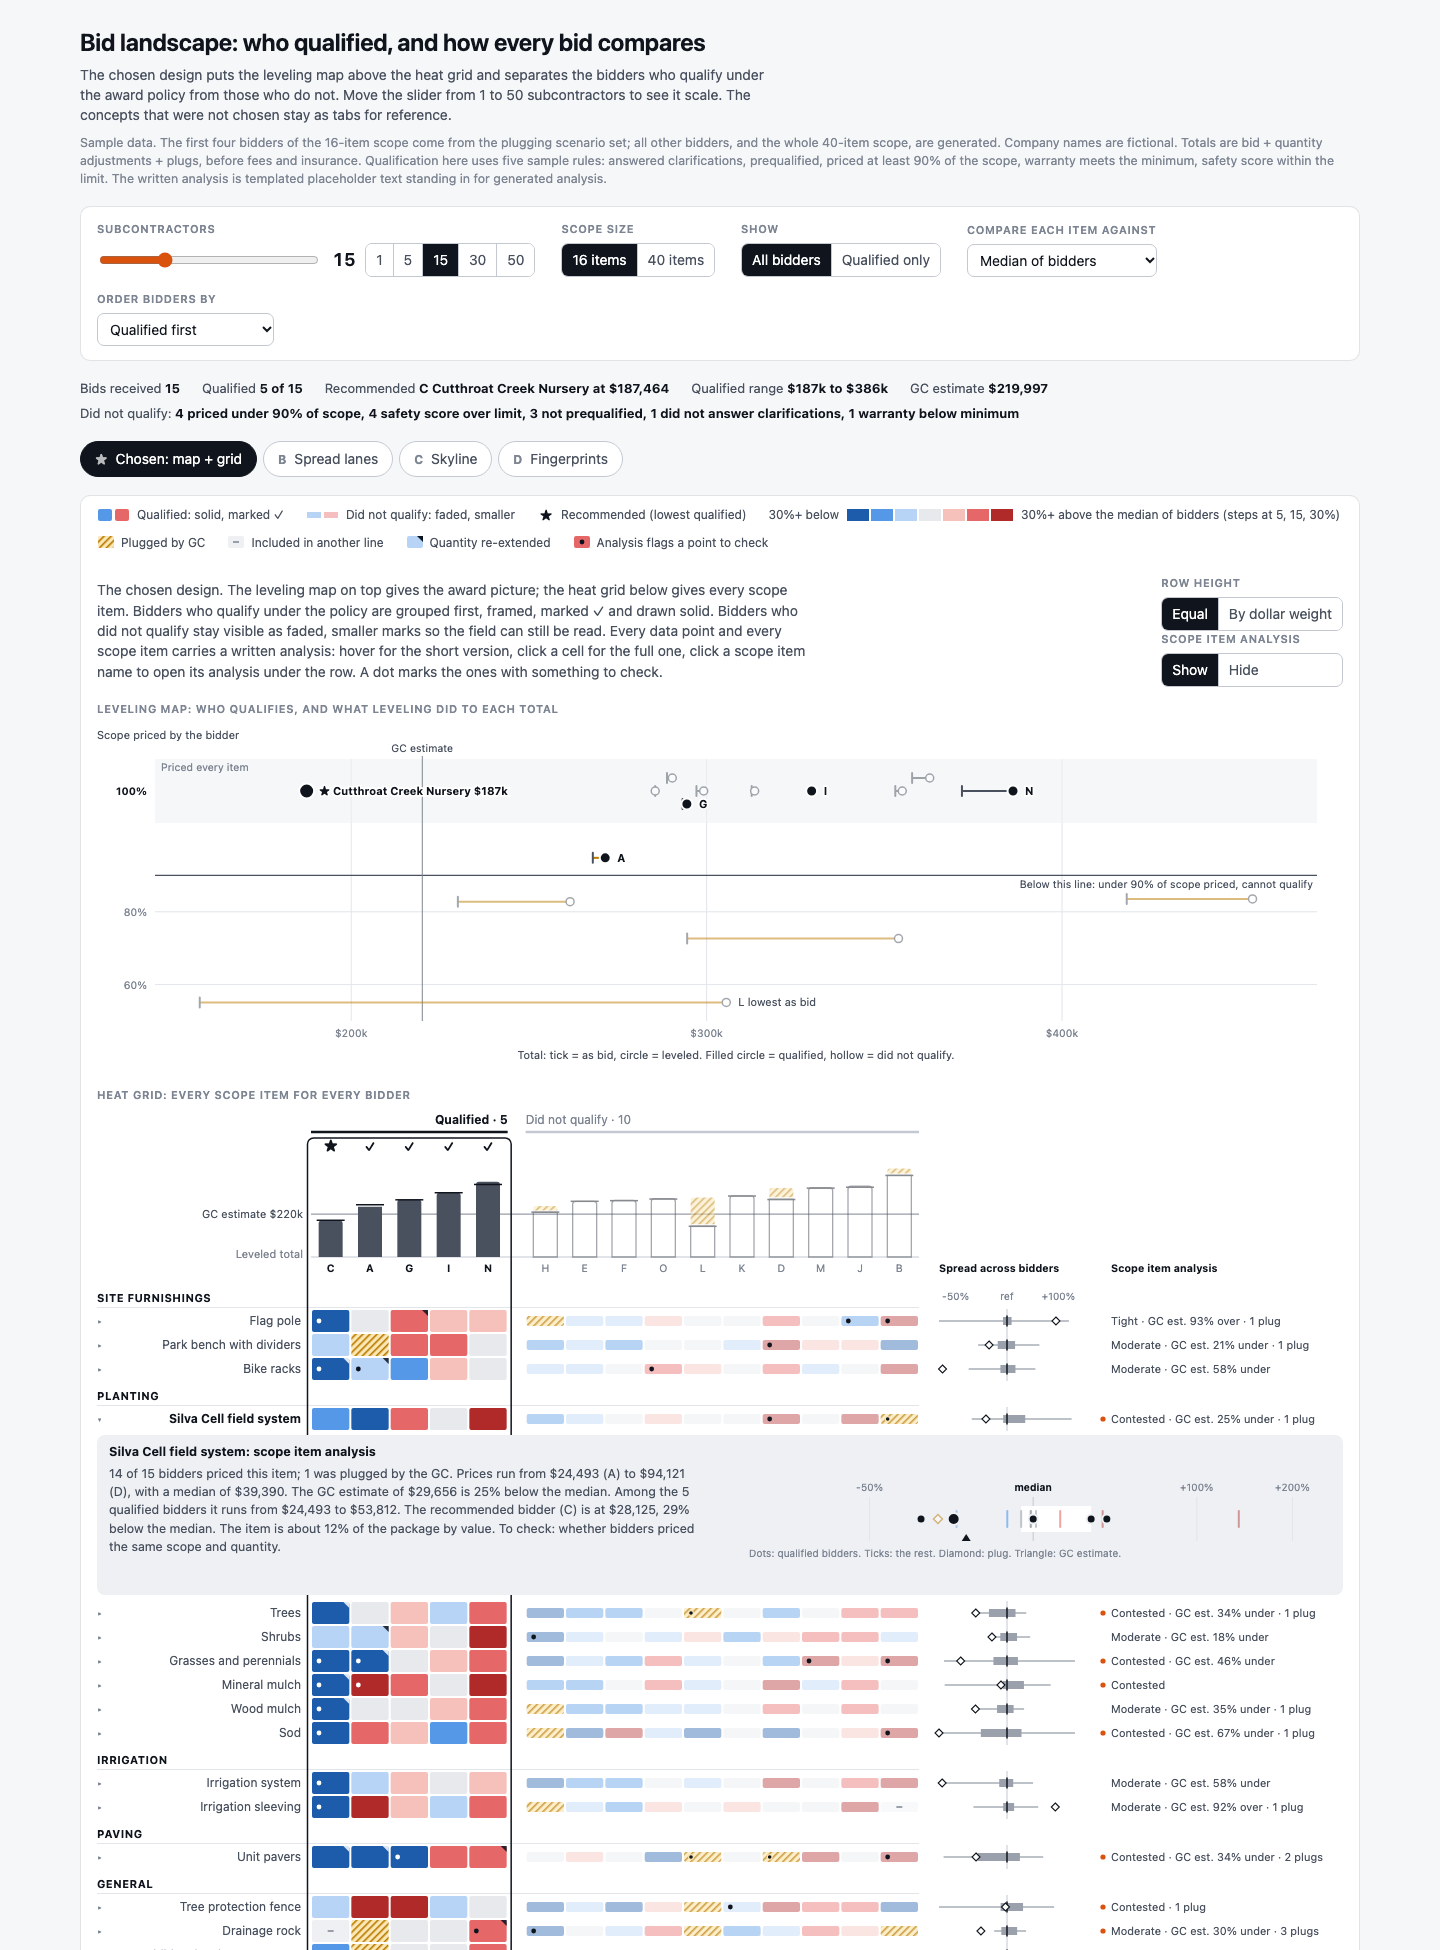 Bid landscape: who qualified, and how every bid compares
The chosen design puts the leveling map above the heat grid and separates the bidders who qualify under
the award policy from those who do not. Move the slider from 1 to 50 subcontractors to see it scale. The
concepts that were not chosen stay as tabs for reference.
Sample data. The first four bidders of the 16-item scope come from the plugging scenario set; all other bidders, and the whole 40-item scope, are generated. Company names are fictional. Totals are bid + quantity
adjustments + plugs, before fees and insurance. Qualification here uses five sample rules: answered clarifications, prequalified, priced at least 90% of the scope, warranty meets the minimum, safety score within the
limit. The written analysis is templated placeholder text standing in for generated analysis.
SUBCONTRACTORS
15 1 5 15 30 50
SCOPE SIZE
16 items 40 items
SHOW
All bidders Qualified only
COMPARE EACH ITEM AGAINST
Median of bidders
ORDER BIDDERS BY
Qualified first
Bids received 15 Qualified 5 of 15 Recommended C Cutthroat Creek Nursery at $187,464 Qualified range $187k to $386k GC estimate $219,997
Did not qualify: 4 priced under 90% of scope, 4 safety score over limit, 3 not prequalified, 1 did not answer clarifications, 1 warranty below minimum
★ Chosen: map + grid B Spread lanes C Skyline D Fingerprints
Qualified: solid, marked ✓ Did not qualify: faded, smaller ★ Recommended (lowest qualified) 30%+ below 30%+ above the median of bidders (steps at 5, 15, 30%)
Plugged by GC – Included in another line Quantity re-extended Analysis flags a point to check
The chosen design. The leveling map on top gives the award picture; the heat grid below gives every scope
item. Bidders who qualify under the policy are grouped first, framed, marked ✓ and drawn solid. Bidders who
did not qualify stay visible as faded, smaller marks so the field can still be read. Every data point and every
scope item carries a written analysis: hover for the short version, click a cell for the full one, click a scope item
name to open its analysis under the row. A dot marks the ones with something to check.
ROW HEIGHT
Equal By dollar weight
SCOPE ITEM ANALYSIS
Show Hide
LEVELING MAP: WHO QUALIFIES, AND WHAT LEVELING DID TO EACH TOTAL
Scope priced by the bidder
GC estimate
Priced every item
100% ★ Cutthroat Creek Nursery $187k I N
G
A
Below this line: under 90% of scope priced, cannot qualify
80%
60%
L lowest as bid
$200k $300k $400k
Total: tick = as bid, circle = leveled. Filled circle = qualified, hollow = did not qualify.
HEAT GRID: EVERY SCOPE ITEM FOR EVERY BIDDER
Qualified · 5 Did not qualify · 10
★ ✓ ✓ ✓ ✓
GC estimate $220k
Leveled total
C A G I N H E F O L K D M J B Spread across bidders Scope item analysis
SITE FURNISHINGS -50% ref +100%
Flag pole Tight · GC est. 93% over · 1 plug
Park bench with dividers Moderate · GC est. 21% under · 1 plug
Bike racks Moderate · GC est. 58% under
PLANTING
Silva Cell field system Contested · GC est. 25% under · 1 plug
Silva Cell field system: scope item analysis
14 of 15 bidders priced this item; 1 was plugged by the GC. Prices run from $24,493 (A) to $94,121
(D), with a median of $39,390. The GC estimate of $29,656 is 25% below the median. Among the 5
qualified bidders it runs from $24,493 to $53,812. The recommended bidder (C) is at $28,125, 29%
below the median. The item is about 12% of the package by value. To check: whether bidders priced
the same scope and quantity.
-50% median +100% +200%
Dots: qualified bidders. Ticks: the rest. Diamond: plug. Triangle: GC estimate.
Trees Contested · GC est. 34% under · 1 plug
Shrubs Moderate · GC est. 18% under
Grasses and perennials Contested · GC est. 46% under
Mineral mulch Contested
Wood mulch Moderate · GC est. 35% under · 1 plug
Sod Contested · GC est. 67% under · 1 plug
IRRIGATION
Irrigation system Moderate · GC est. 58% under
Irrigation sleeving – Moderate · GC est. 92% over · 1 plug
PAVING
Unit pavers Contested · GC est. 34% under · 2 plugs
GENERAL
Tree protection fence Contested · 1 plug
Drainage rock – Moderate · GC est. 30% under · 3 plugs